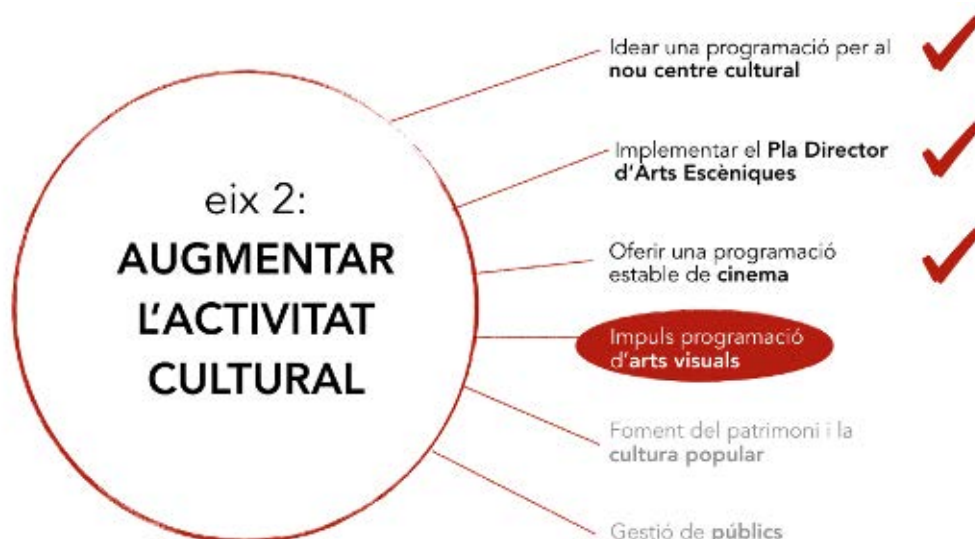 eix 2:
AUGMENTAR
L'ACTIVITAT
CULTURAL
Idear una programació per al
nou centre cultural
Implementar el Pla Director
d'Arts Escèniques
Oferir una programació
estable de cinema
Impuls programació
d'arts visuals
Foment del patrimoni i la
cultura popular
Gestió de públics